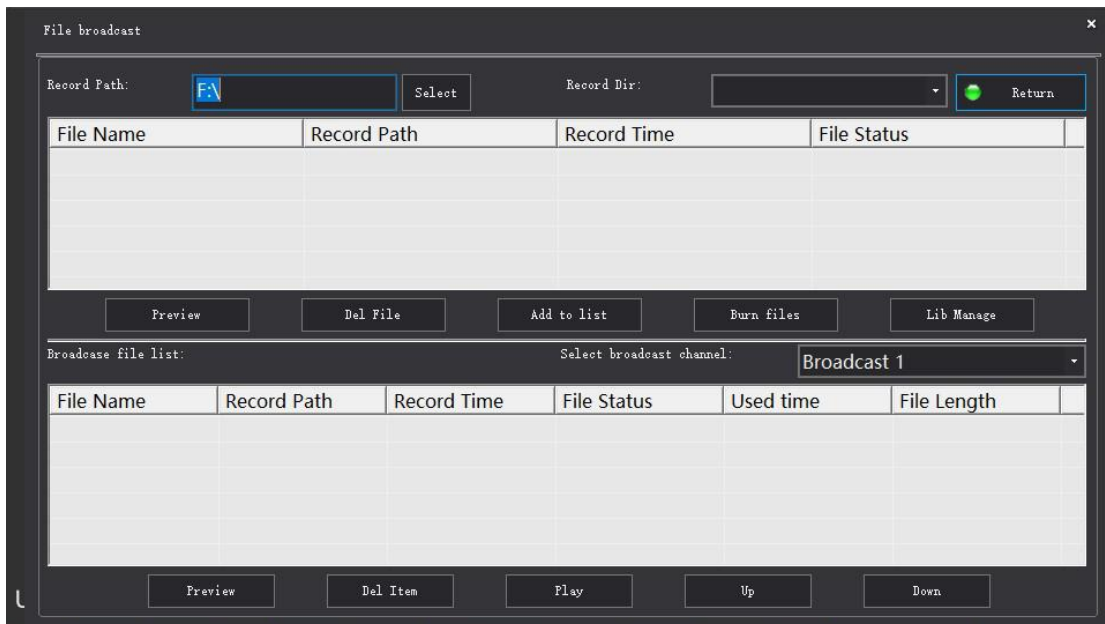 File broadcast ×
Record Path: F:\ Select Record Dir: Return
File Name Record Path Record Time File Status
Preview Del File Add to list Burn files Lib Manage
Broadcase file list: Select broadcast channel: Broadcast 1
File Name Record Path Record Time File Status Used time File Length
Preview Del Item Play Up Down